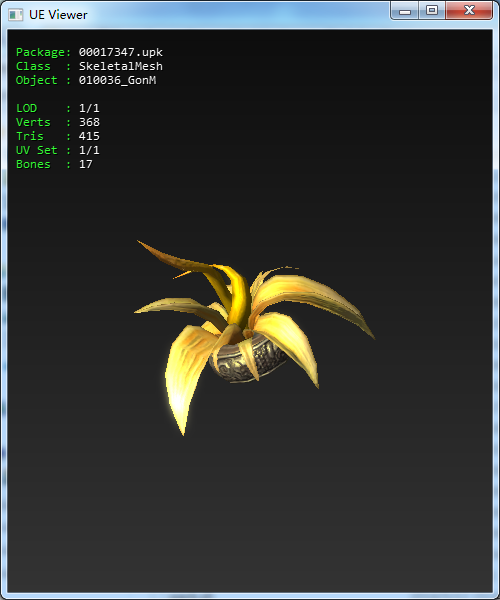 UE Viewer
Package: 00017347.upk
Class : SkeletalMesh
Object : 010036_GonM
LOD : 1/1
Verts : 368
Tris : 415
UV Set : 1/1
Bones : 17